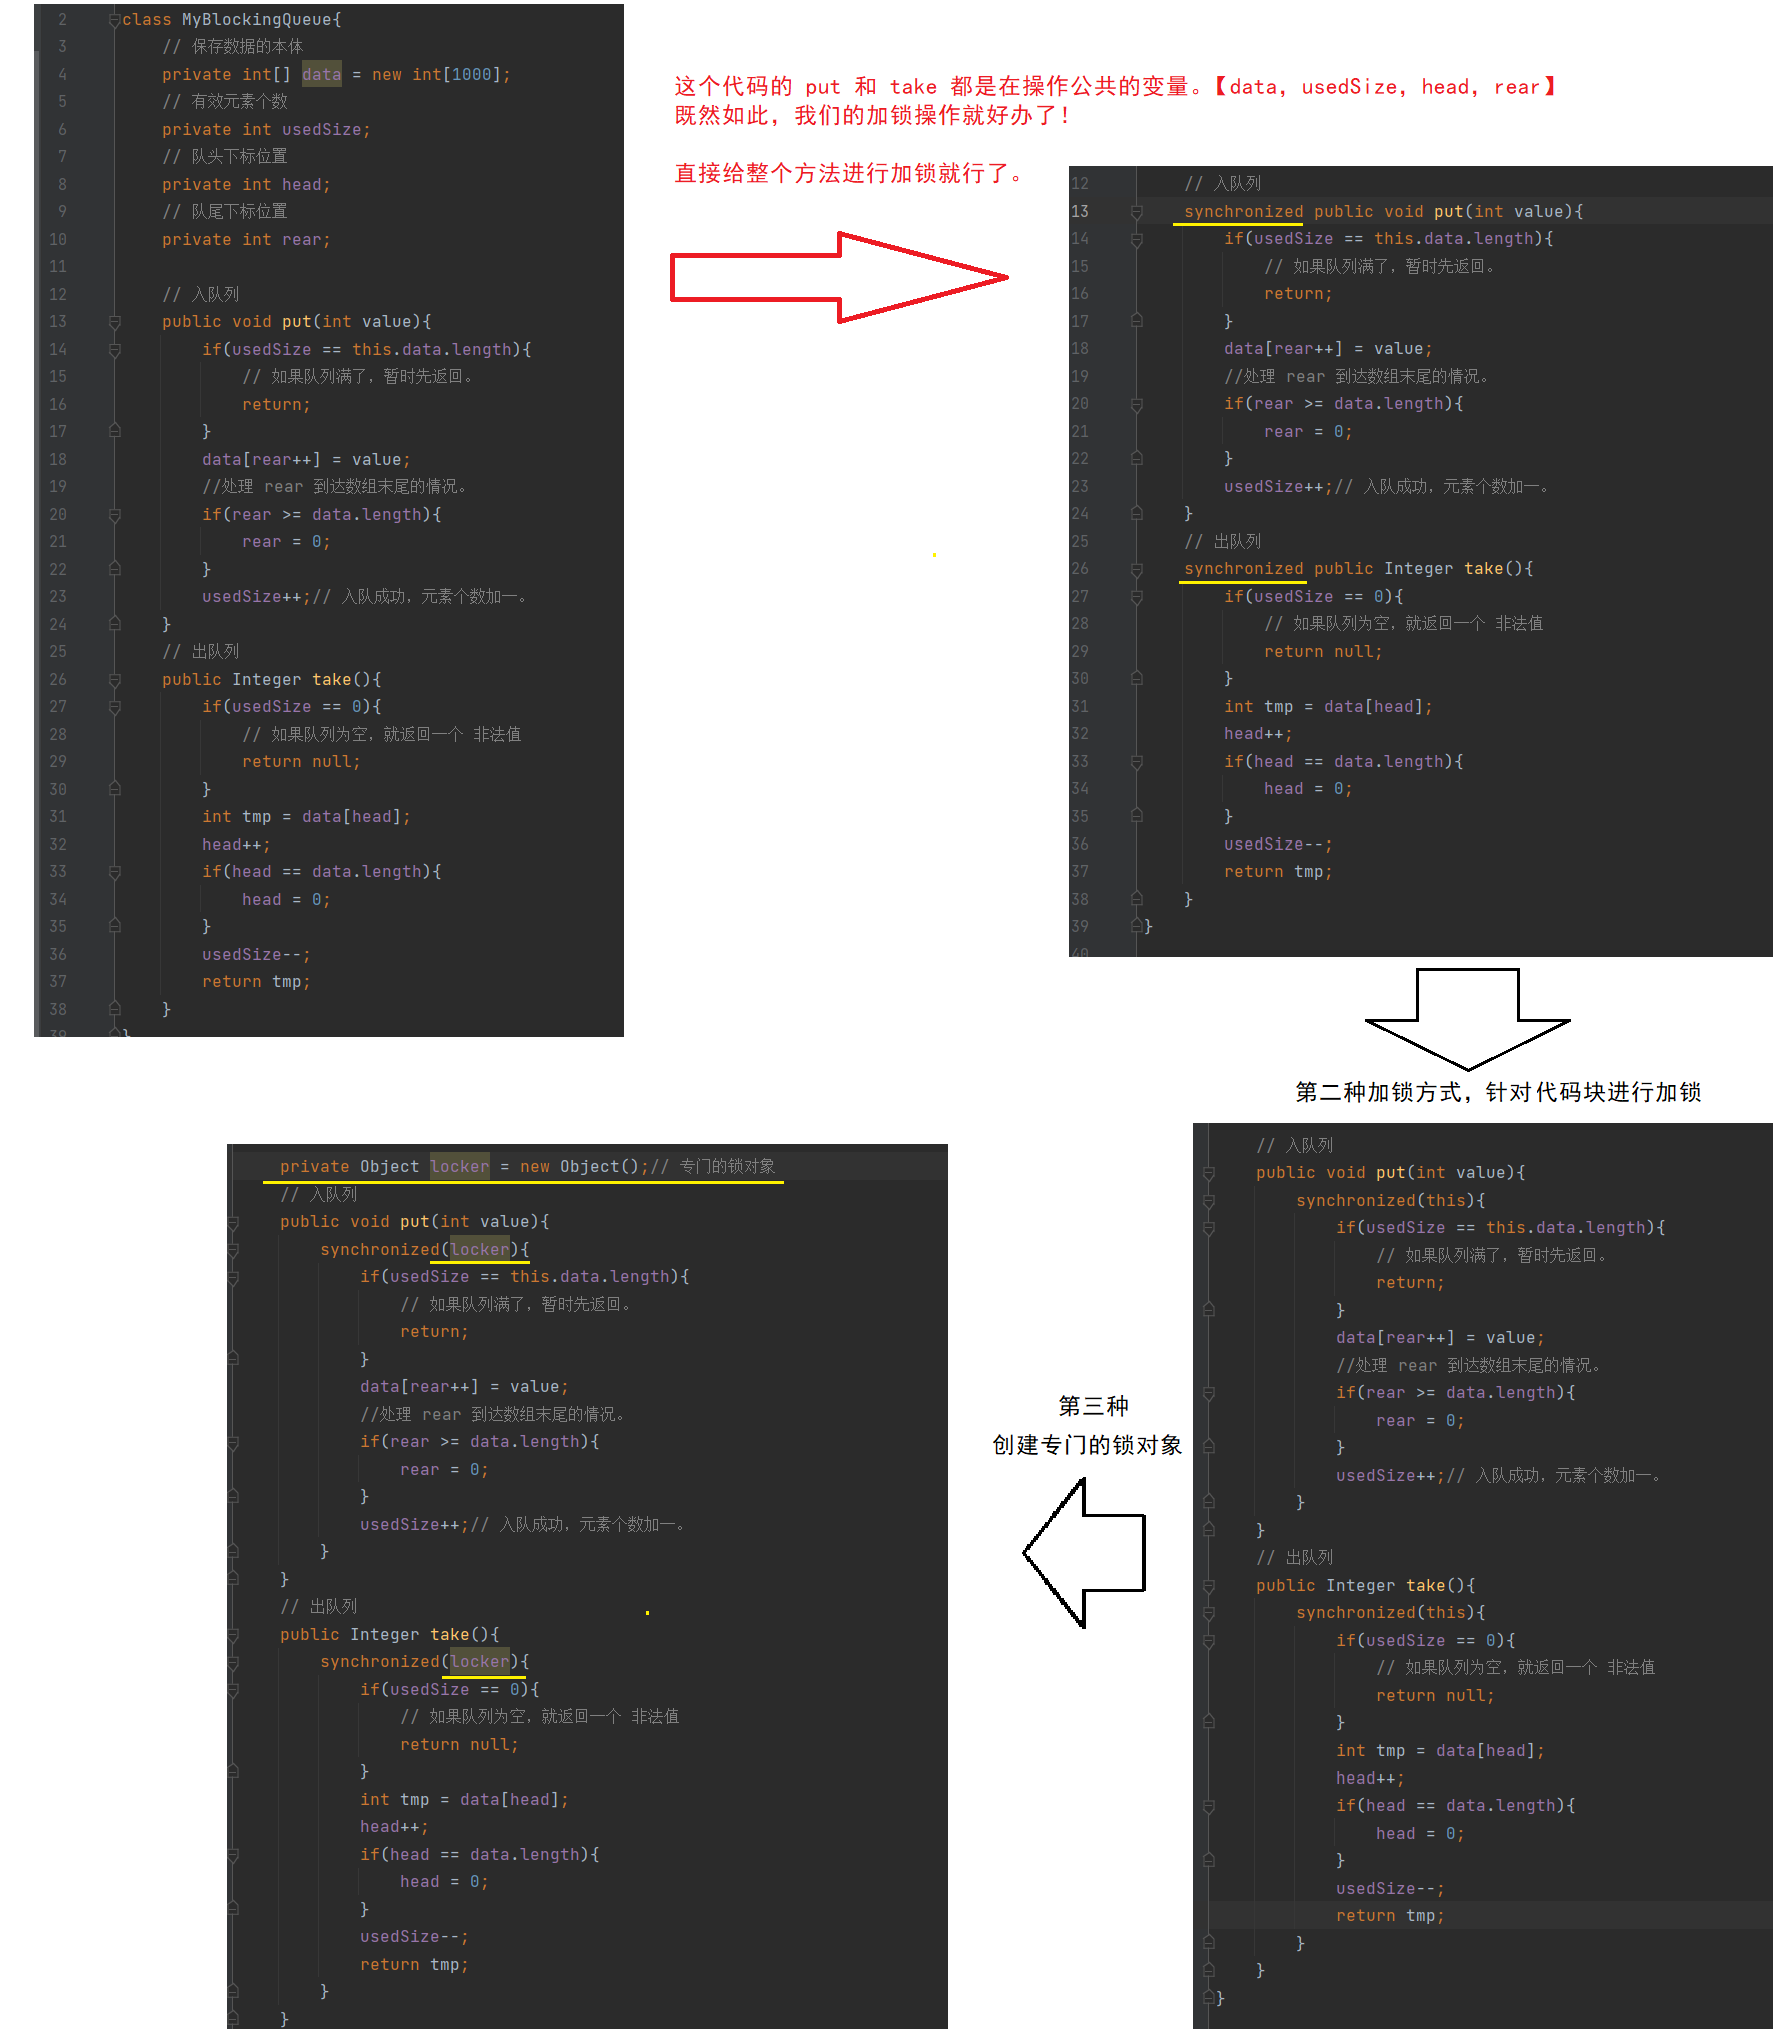 2 class MyBlockingQueue{
3 // 保存数据的本体
4 private int[] data = new int[1000];
5 // 有效元素个数
6 private int usedSize;
7 // 队头下标位置
8 private int head;
9 // 队尾下标位置
10 private int rear;
11
12 // 入队列
13 public void put(int value){
14 if(usedSize == this.data.length){
15 // 如果队列满了，暂时先返回。
16 return;
17 }
18 data[rear++] = value;
19 //处理 rear 到达数组末尾的情况。
20 if(rear >= data.length){
21 rear = 0;
22 }
23 usedSize++;// 入队成功，元素个数加一。
24 }
25 // 出队列
26 public Integer take(){
27 if(usedSize == 0){
28 // 如果队列为空，就返回一个 非法值
29 return null;
30 }
31 int tmp = data[head];
32 head++;
33 if(head == data.length){
34 head = 0;
35 }
36 usedSize--;
37 return tmp;
38 }
39 }
这个代码的 put 和 take 都是在操作公共的变量。【data，usedSize，head，rear】
既然如此，我们的加锁操作就好办了！
直接给整个方法进行加锁就行了。
12 // 入队列
13 synchronized public void put(int value){
14 if(usedSize == this.data.length){
15 // 如果队列满了，暂时先返回。
16 return;
17 }
18 data[rear++] = value;
19 //处理 rear 到达数组末尾的情况。
20 if(rear >= data.length){
21 rear = 0;
22 }
23 usedSize++;// 入队成功，元素个数加一。
24 }
25 // 出队列
26 synchronized public Integer take(){
27 if(usedSize == 0){
28 // 如果队列为空，就返回一个 非法值
29 return null;
30 }
31 int tmp = data[head];
32 head++;
33 if(head == data.length){
34 head = 0;
35 }
36 usedSize--;
37 return tmp;
38 }
39 }
40
第二种加锁方式，针对代码块进行加锁
// 入队列
public void put(int value){
synchronized(this){
if(usedSize == this.data.length){
// 如果队列满了，暂时先返回。
return;
}
data[rear++] = value;
//处理 rear 到达数组末尾的情况。
if(rear >= data.length){
rear = 0;
}
usedSize++;// 入队成功，元素个数加一。
}
}
// 出队列
public Integer take(){
synchronized(this){
if(usedSize == 0){
// 如果队列为空，就返回一个 非法值
return null;
}
int tmp = data[head];
head++;
if(head == data.length){
head = 0;
}
usedSize--;
return tmp;
}
}
}
第三种
创建专门的锁对象
private Object locker = new Object();// 专门的锁对象
// 入队列
public void put(int value){
synchronized(locker){
if(usedSize == this.data.length){
// 如果队列满了，暂时先返回。
return;
}
data[rear++] = value;
//处理 rear 到达数组末尾的情况。
if(rear >= data.length){
rear = 0;
}
usedSize++;// 入队成功，元素个数加一。
}
}
// 出队列
public Integer take(){
synchronized(locker){
if(usedSize == 0){
// 如果队列为空，就返回一个 非法值
return null;
}
int tmp = data[head];
head++;
if(head == data.length){
head = 0;
}
usedSize--;
return tmp;
}
}